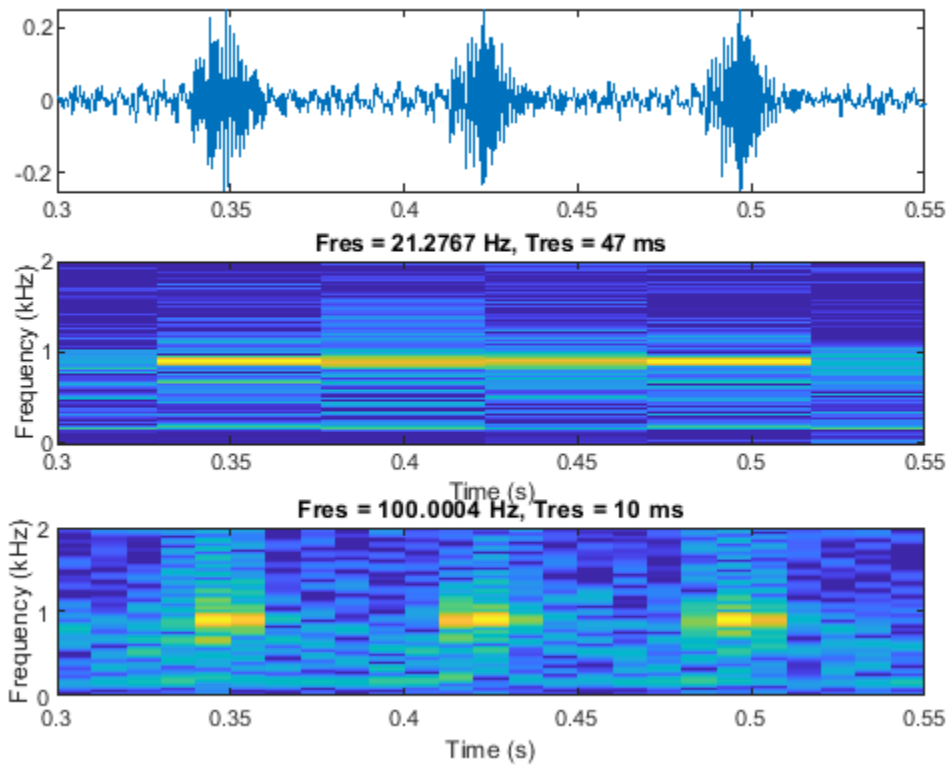 0.2
0
-0.2
0.3 0.35 0.4 0.45 0.5 0.55
Fres = 21.2767 Hz, Tres = 47 ms
Frequency (kHz)
2
1
0
0.3 0.35 0.4 0.45 0.5 0.55
Time (s)
Fres = 100.0004 Hz, Tres = 10 ms
Frequency (kHz)
2
1
0
0.3 0.35 0.4 0.45 0.5 0.55
Time (s)